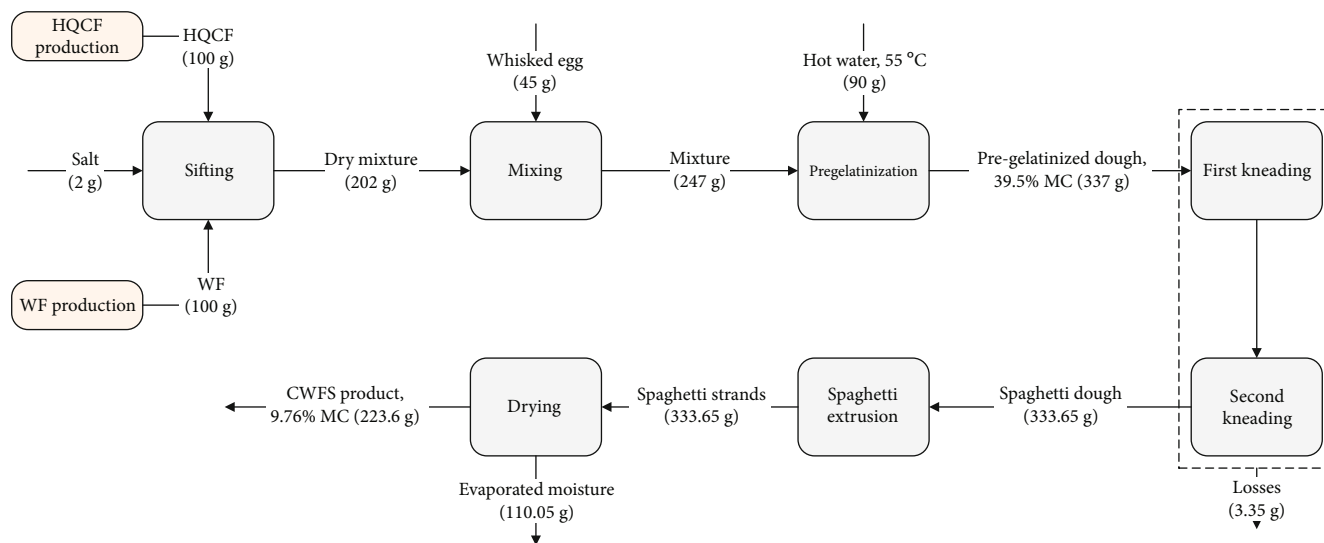 HQCF
production
HQCF
(100 g)
Whisked egg
(45 g)
Hot water, 55 °C
(90 g)
Salt
(2 g)
Sifting
Dry mixture
(202 g)
Mixing
Mixture
(247 g)
Pregelatinization
Pre-gelatinized dough,
39.5% MC (337 g)
First kneading
WF production
WF
(100 g)
CWFS product,
9.76% MC (223.6 g)
Drying
Spaghetti strands
(333.65 g)
Spaghetti
extrusion
Spaghetti dough
(333.65 g)
Second
kneading
Evaporated moisture
(110.05 g)
Losses
(3.35 g)